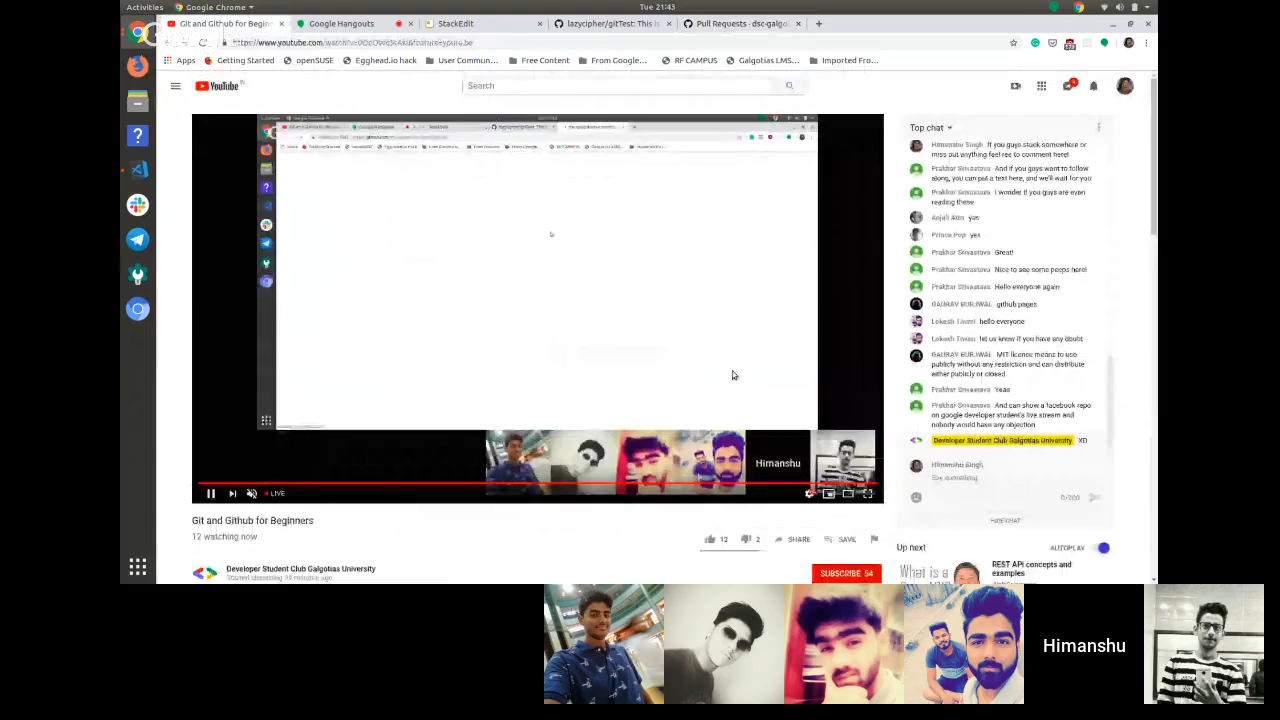 Activities
Google Chrome
Tue 21:43
Git and Github for Beginn
Google Hangouts
StackEdit
lazycipher/gitTest: This i
Pull Requests · dsc-galgo
Apps
Getting Started
openSUSE
Egghead.io hack
User Commun...
Free Content
From Google...
RF CAMPUS
Galgotias LMS...
Imported Fro...
YouTube
Search
Top chat
Himanshu Singh If you guys stuck somewhere or
miss out anything feel ree to comment here!
Prakhar Srivastava And if you guys want to follow
along, you can put a text here, and we'll wait for you
Prakhar Srivastava I wonder if you guys are even
reading these
yes
Prince Pop yes
Prakhar Srivastava Great!
Prakhar Srivastava Nice to see some peeps here!
Prakhar Srivastava Hello everyone again
GAURAV BURJWAL github pages
Lokesh Tiwari hello everyone
Lokesh Tiwari let us know if you have any doubt
GAURAV BURJWAL MIT licence means to use
publicly without any restriction and can distribute
either publicly or closed
Prakhar Srivastava Yeas
Prakhar Srivastava And can show a facebook repo
on google developer student's live stream and
nobody would have any objection
Developer Student Club Galgotias University XD
Himanshu Singh
Say something
0/200
HIDE CHAT
Himanshu
LIVE
Git and Github for Beginners
12 watching now
12
2
SHARE
SAVE
Developer Student Club Galgotias University
SUBSCRIBE 54
Up next
AUTOPLAY
What is a
REST API concepts and
examples
Himanshu